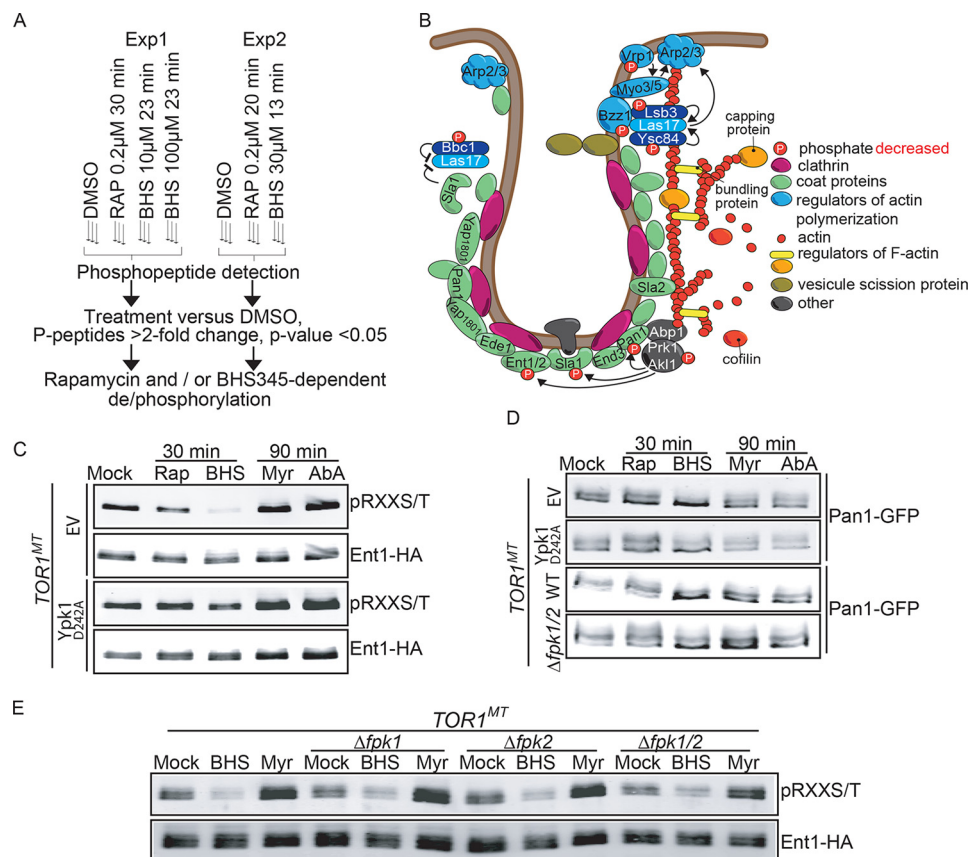 A
Exp1
Exp2
DMSO
RAP 0.2µM 30 min
BHS 10µM 23 min
BHS 100µM 23 min
DMSO
RAP 0.2µM 20 min
BHS 30µM 13 min
Phosphopeptide detection
Treatment versus DMSO,
P-peptides >2-fold change, p-value <0.05
Rapamycin and / or BHS345-dependent
de/phosphorylation
B
Arp2/3
P
Bbc1
Las17
Sla1
Yap1801
Pan1
Yap1801
Ede1
Ent1/2
P
Sla1
P
End3
Pan1
P
Abp1
Prk1
Akl1
P
Sla2
Vrp1
P
Arp2/3
Myo3/5
Bzz1
P
P
Lsb3
Las17
Ysc84
P
capping
protein
bundling
protein
cofilin
P phosphate decreased
clathrin
coat proteins
regulators of actin
polymerization
actin
regulators of F-actin
vesicule scission protein
other
C
30 min 90 min
Mock Rap BHS Myr AbA
TOR1MT
EV
pRXXS/T
Ent1-HA
Ypk1
D242A
pRXXS/T
Ent1-HA
D
30 min 90 min
Mock Rap BHS Myr AbA
TOR1MT
EV
Ypk1
D242A
Pan1-GFP
WT
Δfpk1/2
Pan1-GFP
E
TOR1MT
Δfpk1 Δfpk2 Δfpk1/2
Mock BHS Myr Mock BHS Myr Mock BHS Myr Mock BHS Myr
pRXXS/T
Ent1-HA